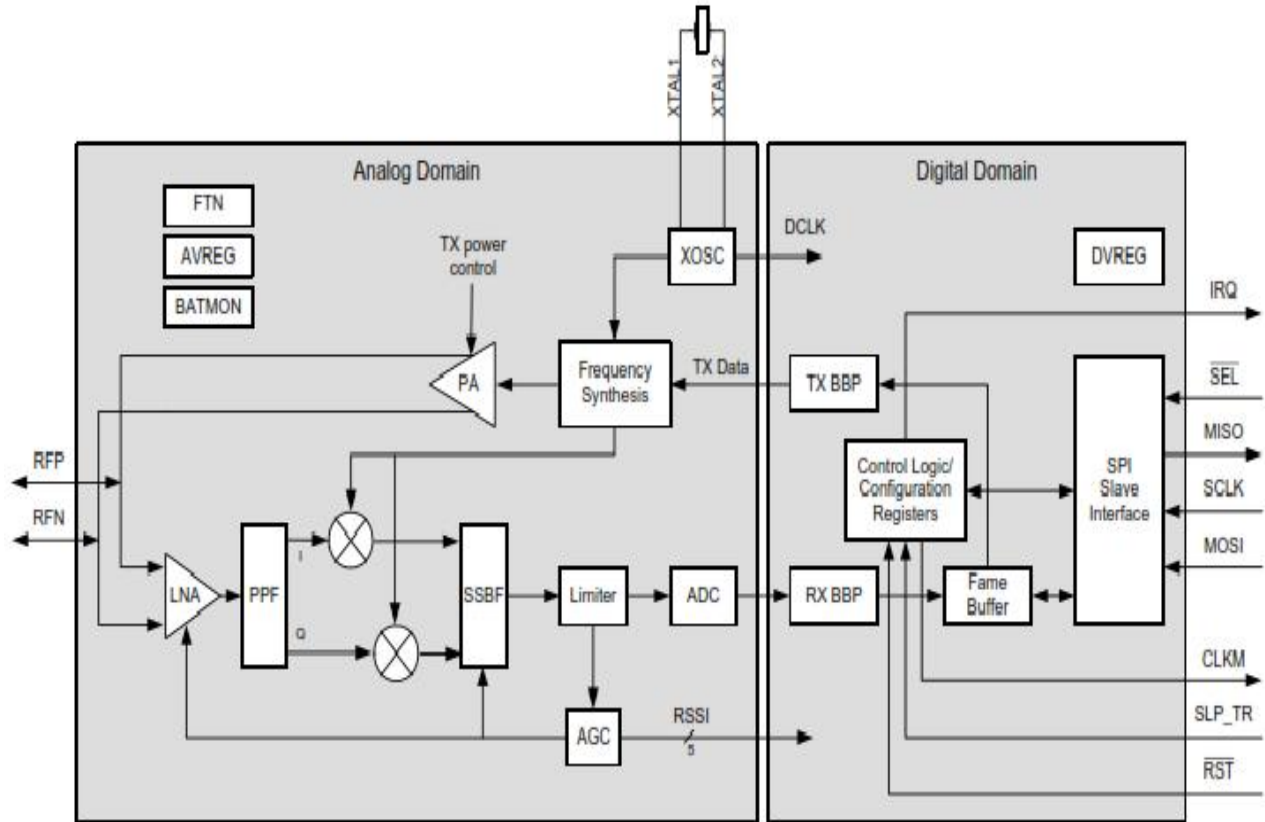 XTAL1
XTAL2
Analog Domain
Digital Domain
FTN
AVREG
BATMON
TX power
control
XOSC
DCLK
DVREG
IRQ
PA
Frequency
Synthesis
TX Data
TX BBP
SEL
MISO
SCLK
MOSI
SPI
Slave
Interface
Control Logic/
Configuration
Registers
RFP
RFN
LNA
PPF
I
Q
SSBF
Limiter
ADC
RX BBP
Fame
Buffer
AGC
RSSI
5
CLKM
SLP_TR
RST